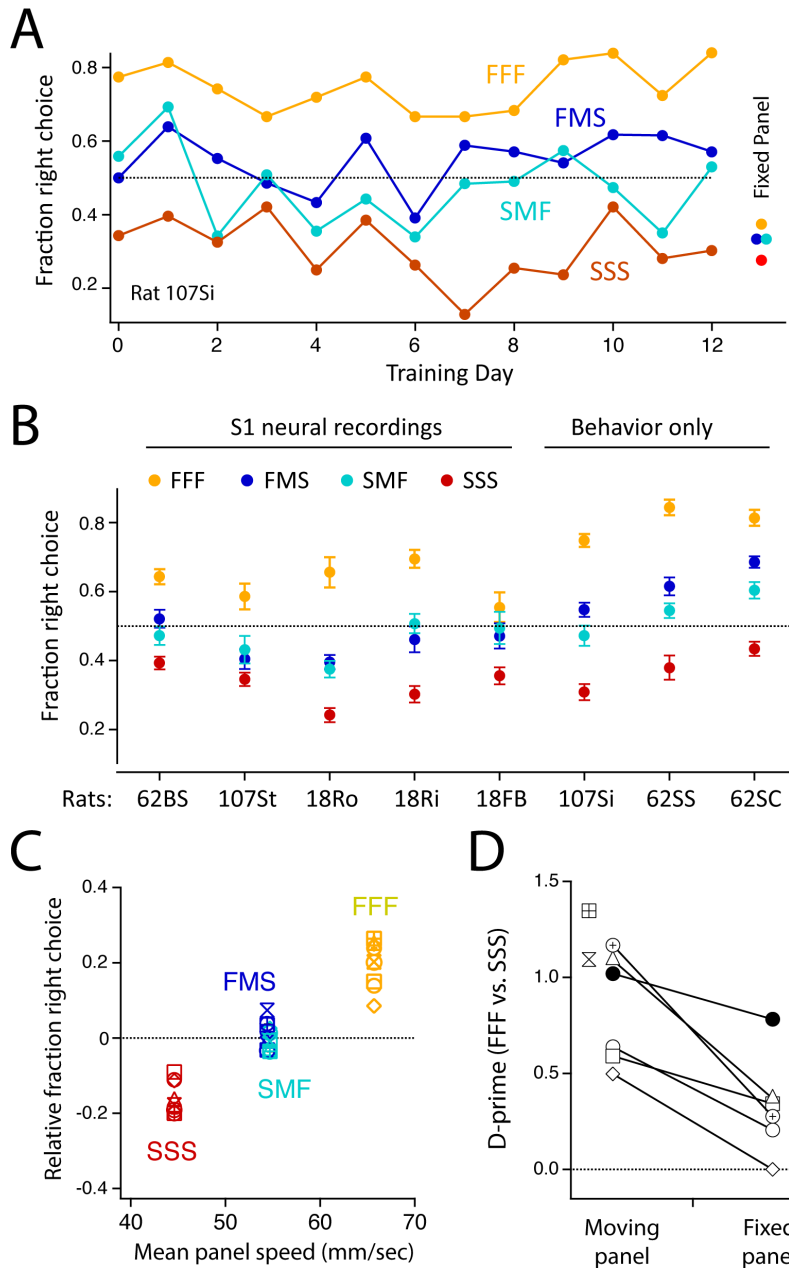 A
Fraction right choice
0.8
0.6
0.4
0.2
FFF
FMS
SMF
SSS
Rat 107Si
Fixed Panel
0 2 4 6 8 10 12
Training Day
B
S1 neural recordings Behavior only
FFF FMS SMF SSS
Fraction right choice
0.8
0.6
0.4
0.2
Rats: 62BS 107St 18Ro 18Ri 18FB 107Si 62SS 62SC
C
Relative fraction right choice
0.4
0.2
0
-0.2
-0.4
FFF
FMS
SMF
SSS
40 50 60 70
Mean panel speed (mm/sec)
D
D-prime (FFF vs. SSS)
1.5
1.0
0.5
0.0
Moving
panel
Fixed
panel